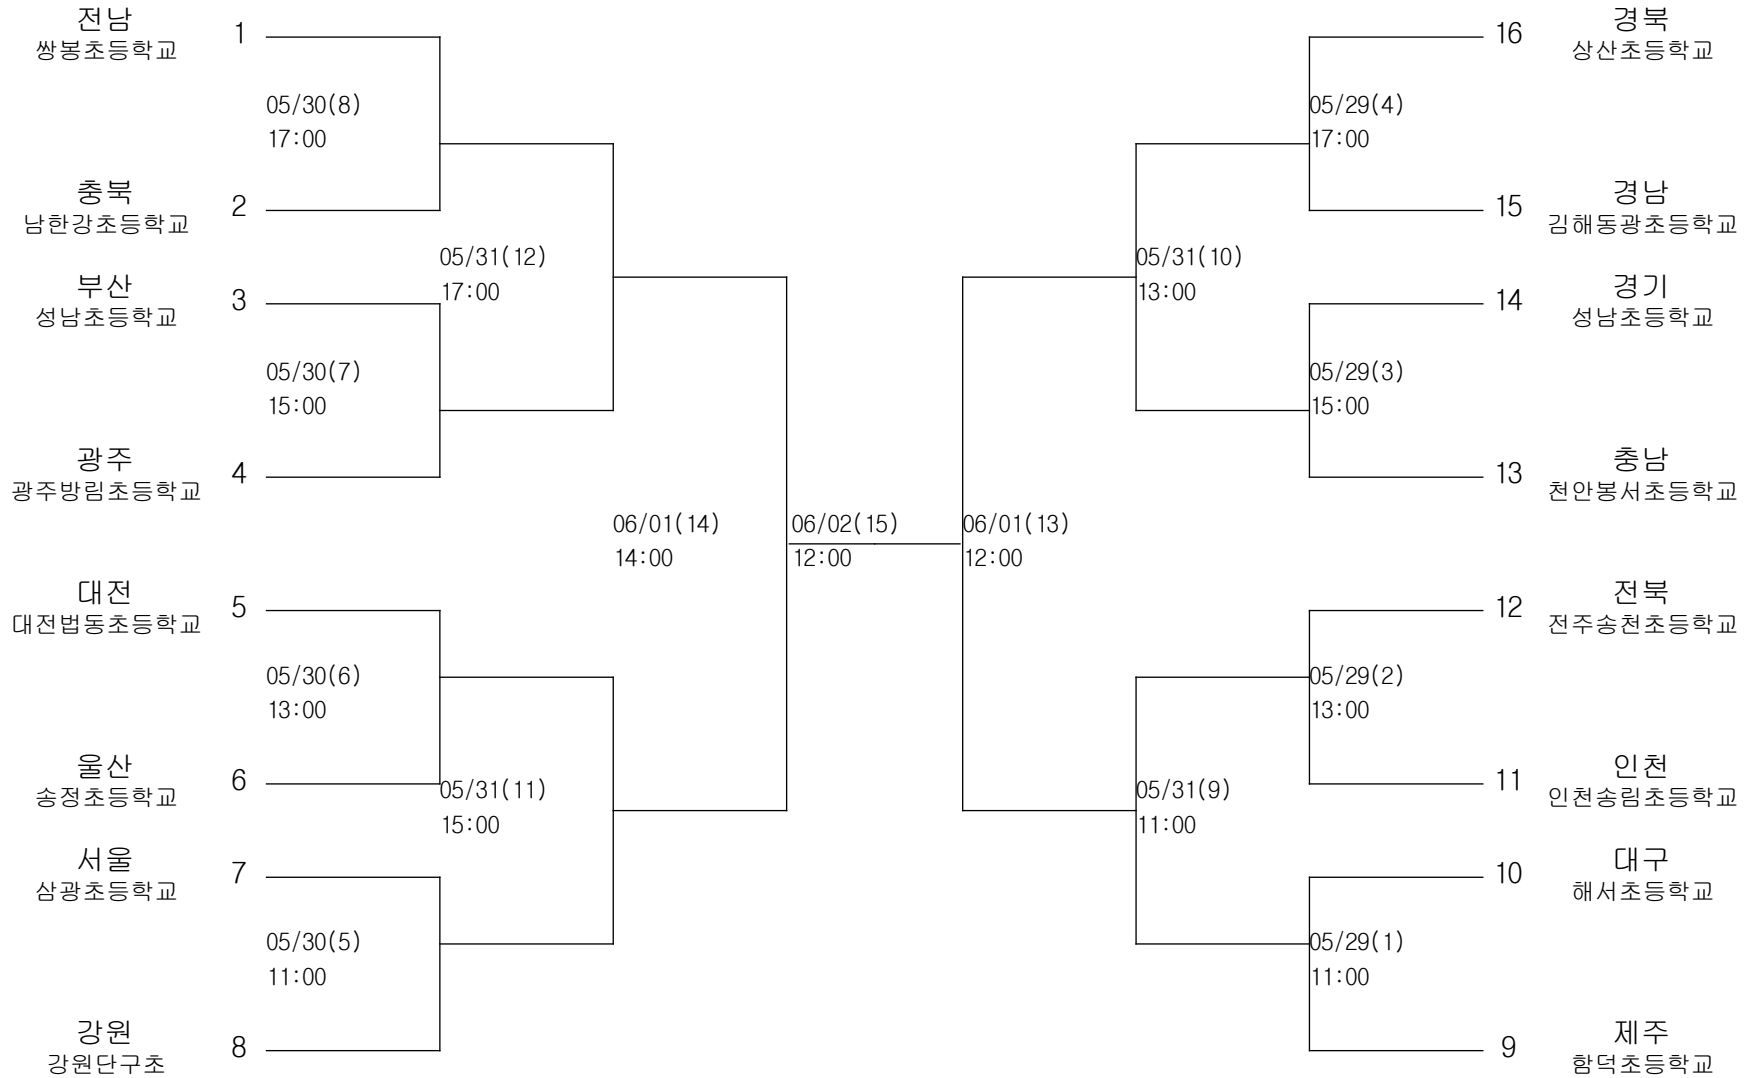 전남
쌍봉초등학교
1
05/30(8)
17:00
충북
남한강초등학교
2
05/31(12)
17:00
부산
성남초등학교
3
05/30(7)
15:00
광주
광주방림초등학교
4
06/01(14)
14:00
대전
대전법동초등학교
5
05/30(6)
13:00
울산
송정초등학교
6
05/31(11)
15:00
서울
삼광초등학교
7
05/30(5)
11:00
강원
강원단구초
8
06/02(15)
12:00
16
경북
상산초등학교
05/29(4)
17:00
15
경남
김해동광초등학교
05/31(10)
13:00
14
경기
성남초등학교
05/29(3)
15:00
13
충남
천안봉서초등학교
06/01(13)
12:00
12
전북
전주송천초등학교
05/29(2)
13:00
11
인천
인천송림초등학교
05/31(9)
11:00
10
대구
해서초등학교
05/29(1)
11:00
9
제주
함덕초등학교